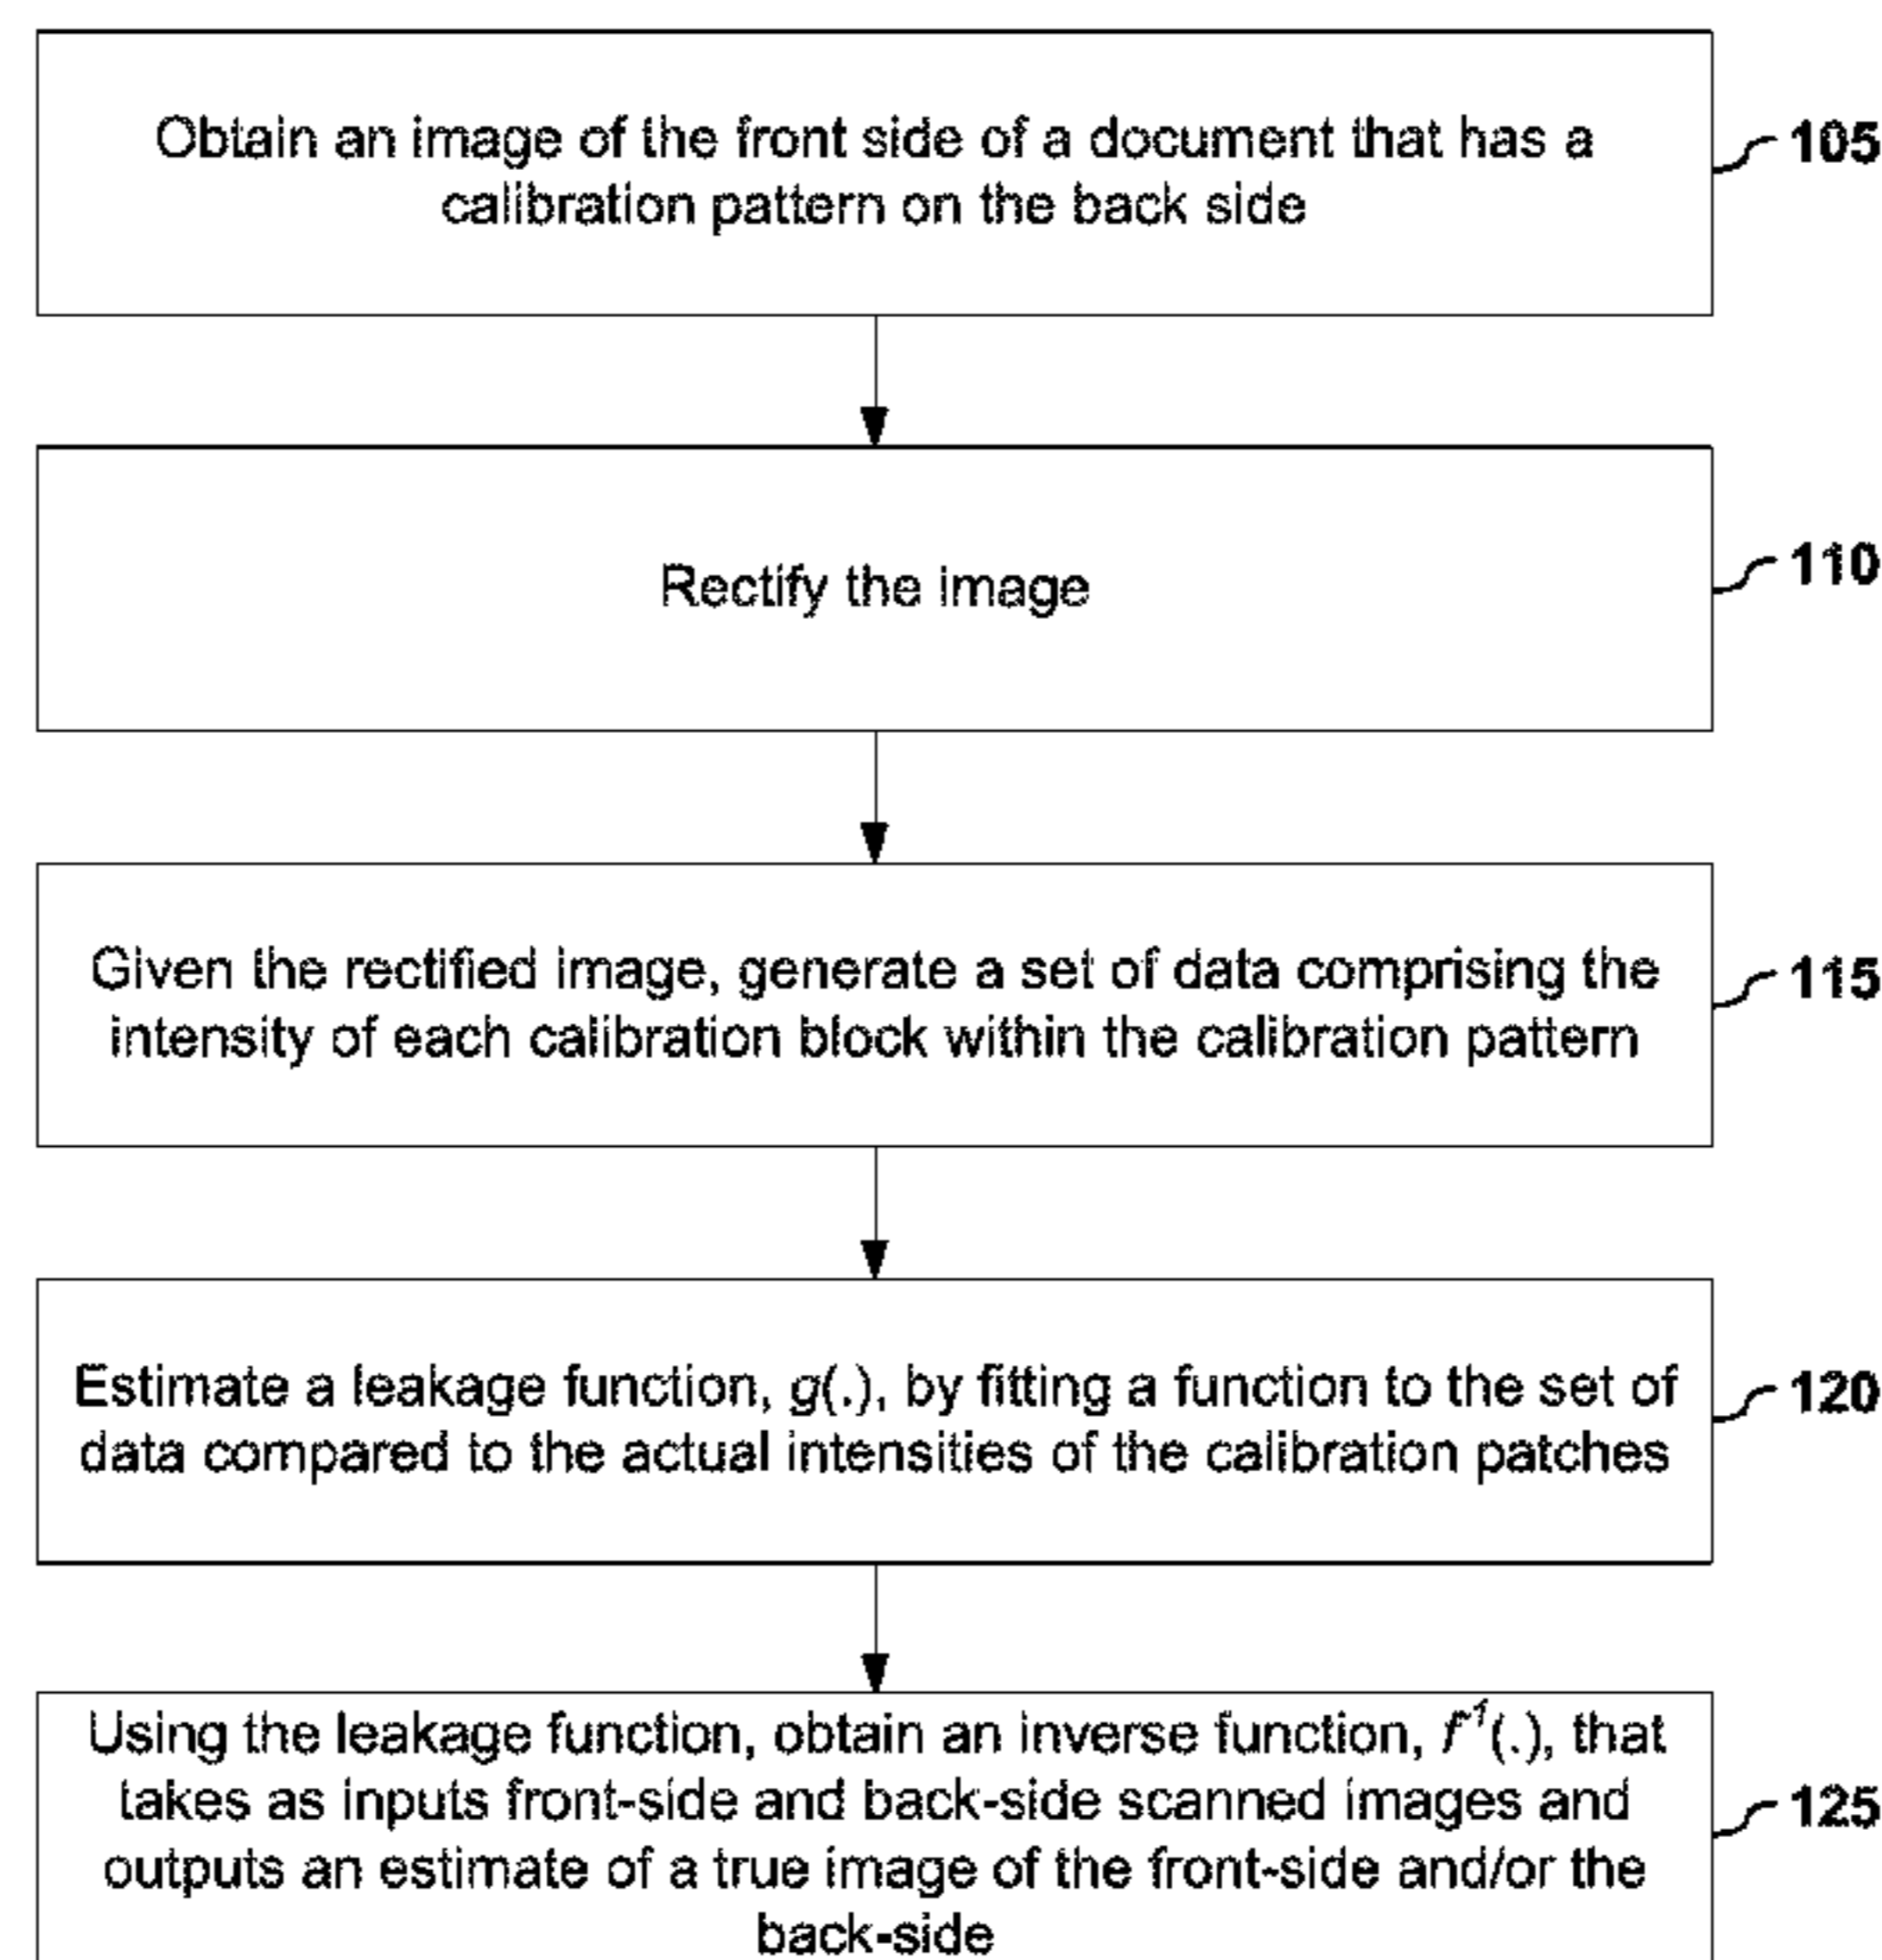 Obtain an image of the front side of a document that has a
calibration pattern on the back side
105
Rectify the image
110
Given the rectified image, generate a set of data comprising the
intensity of each calibration block within the calibration pattern
115
Estimate a leakage function, g(.), by fitting a function to the set of
data compared to the actual intensities of the calibration patches
120
Using the leakage function, obtain an inverse function, f⁻¹(.), that
takes as inputs front-side and back-side scanned images and
outputs an estimate of a true image of the front-side and/or the
back-side
125